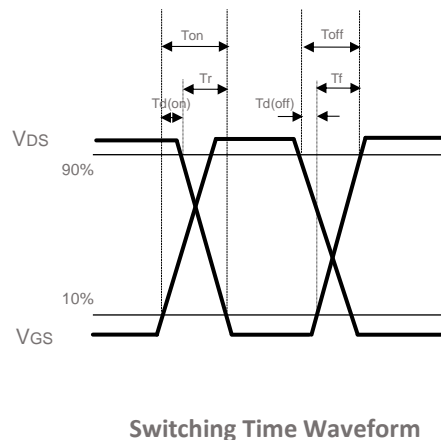 Ton Toff
Tr Tf
Td(on) Td(off)
VDS
90%
10%
VGS
Switching Time Waveform